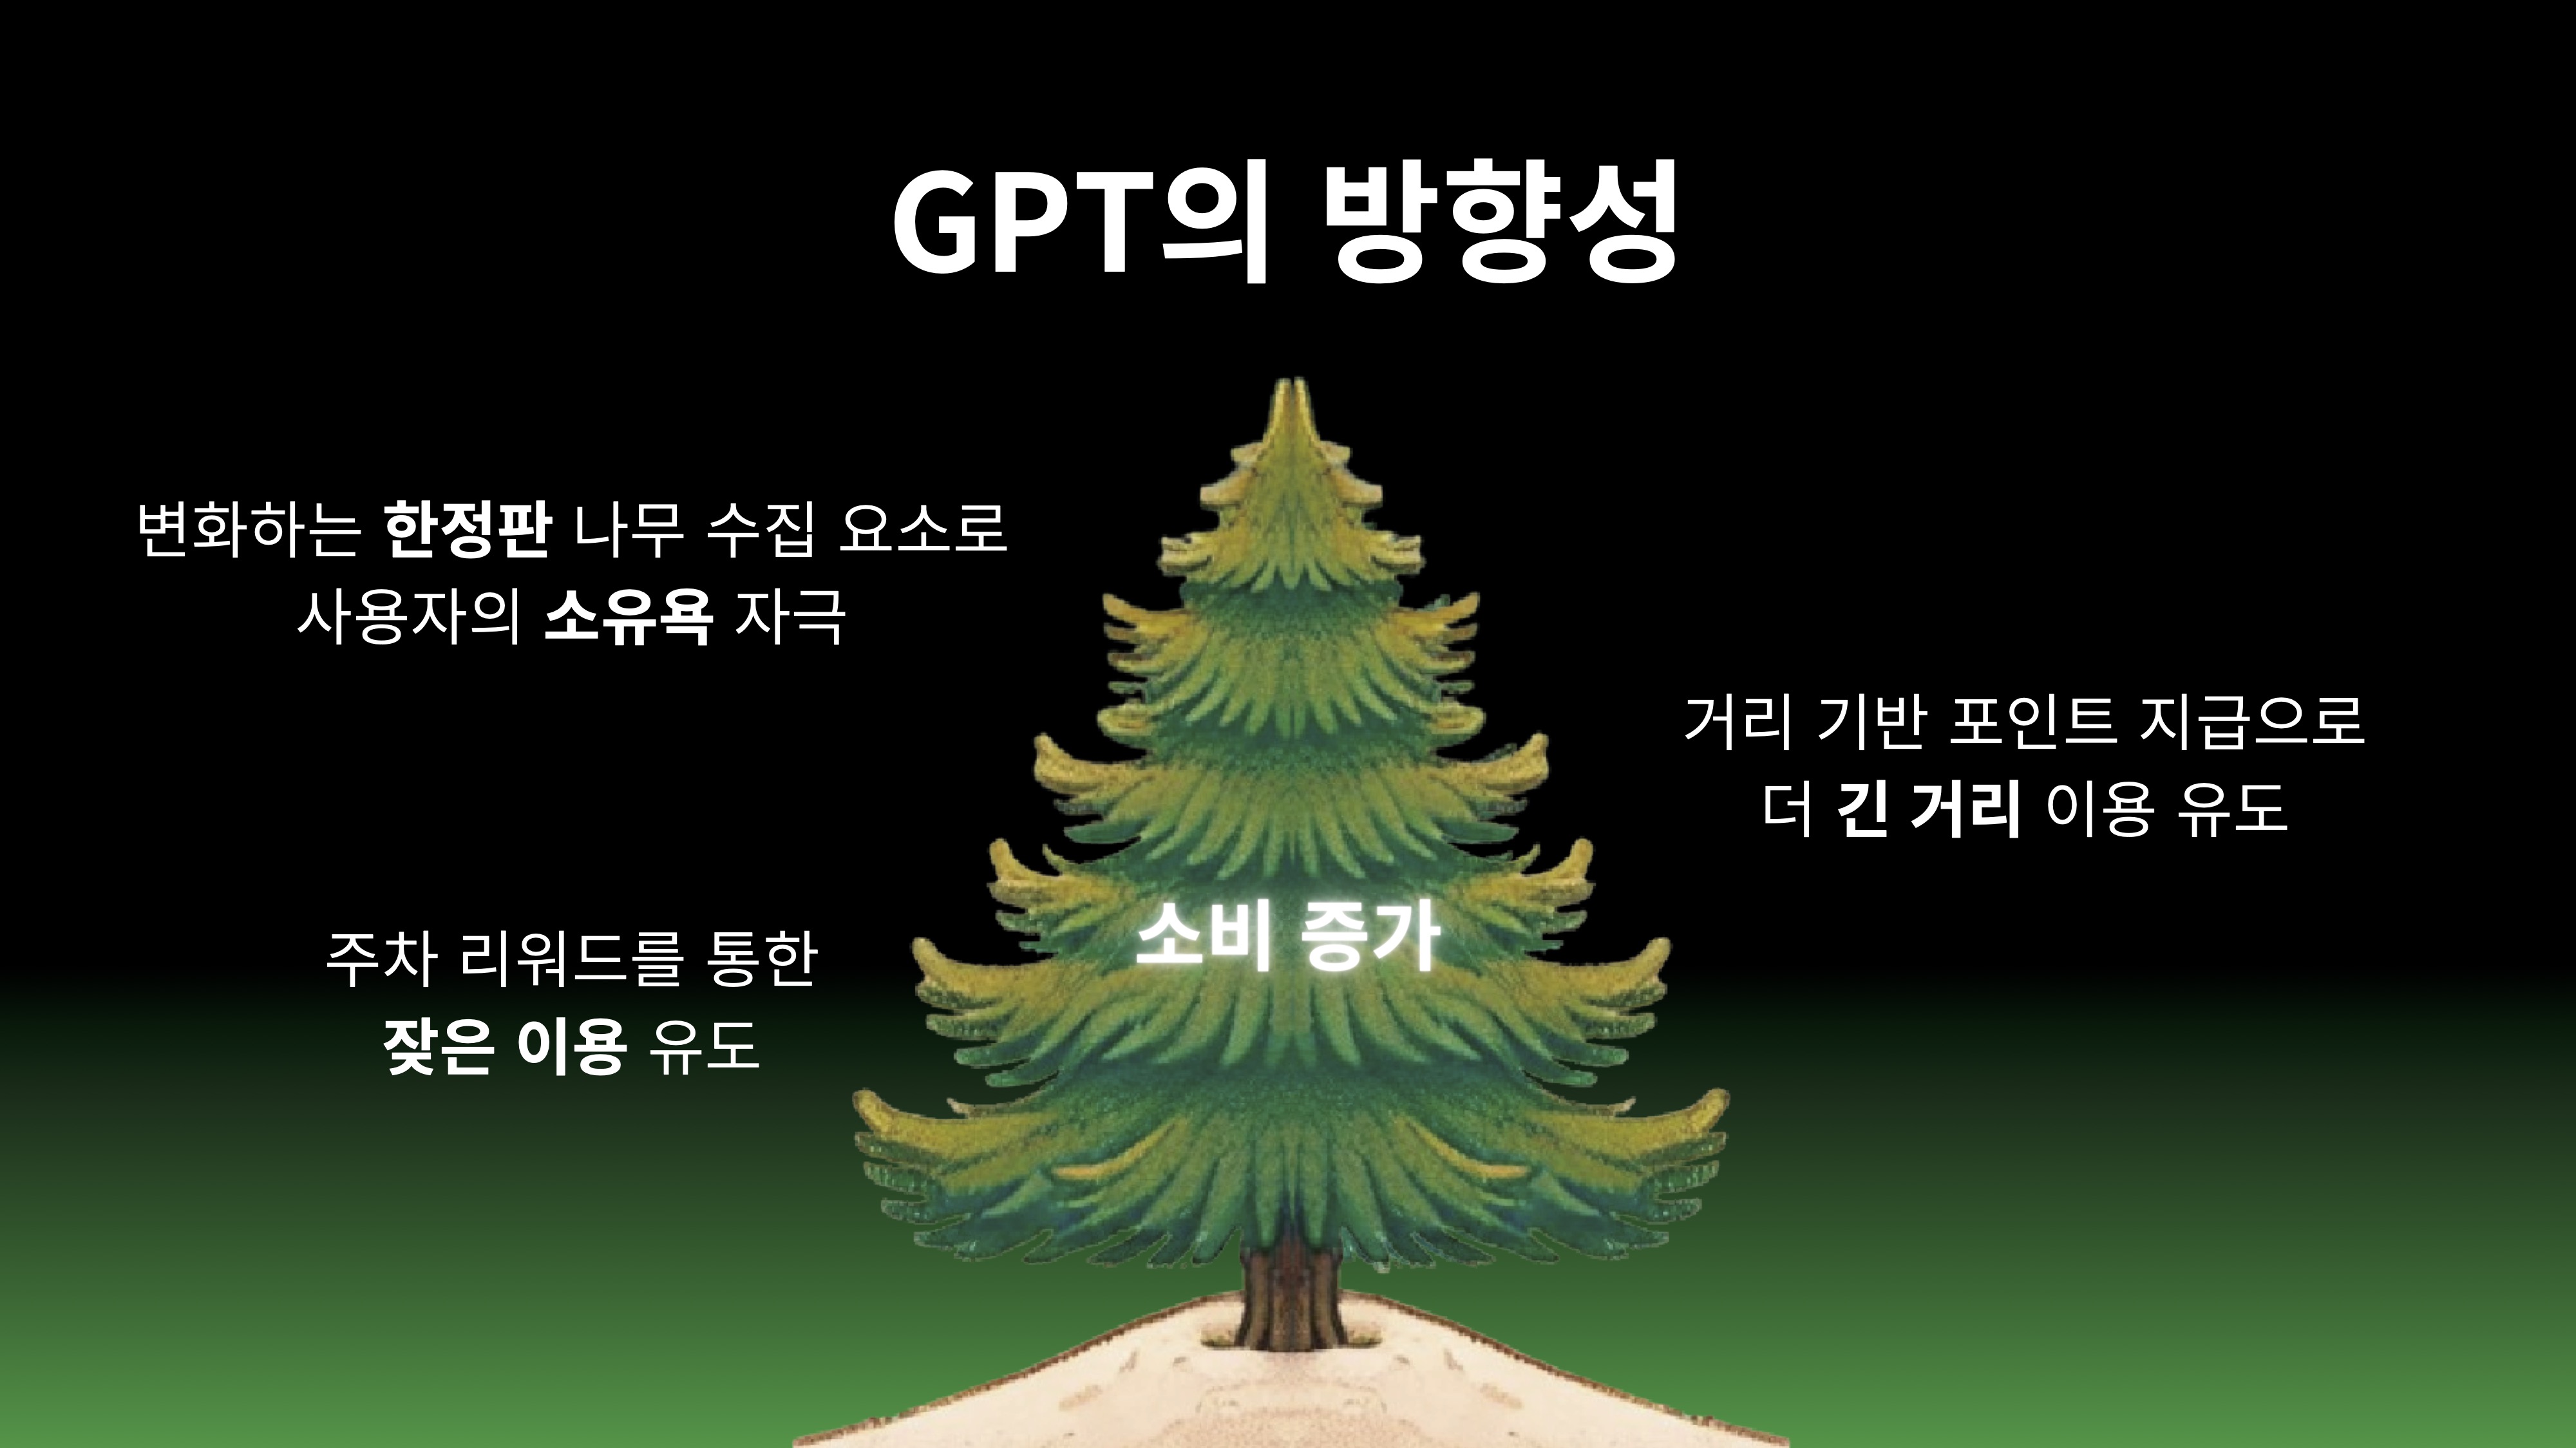 GPT의 방향성
변화하는 한정판 나무 수집 요소로
사용자의 소유욕 자극
거리 기반 포인트 지급으로
더 긴 거리 이용 유도
소비 증가
주차 리워드를 통한
잦은 이용 유도